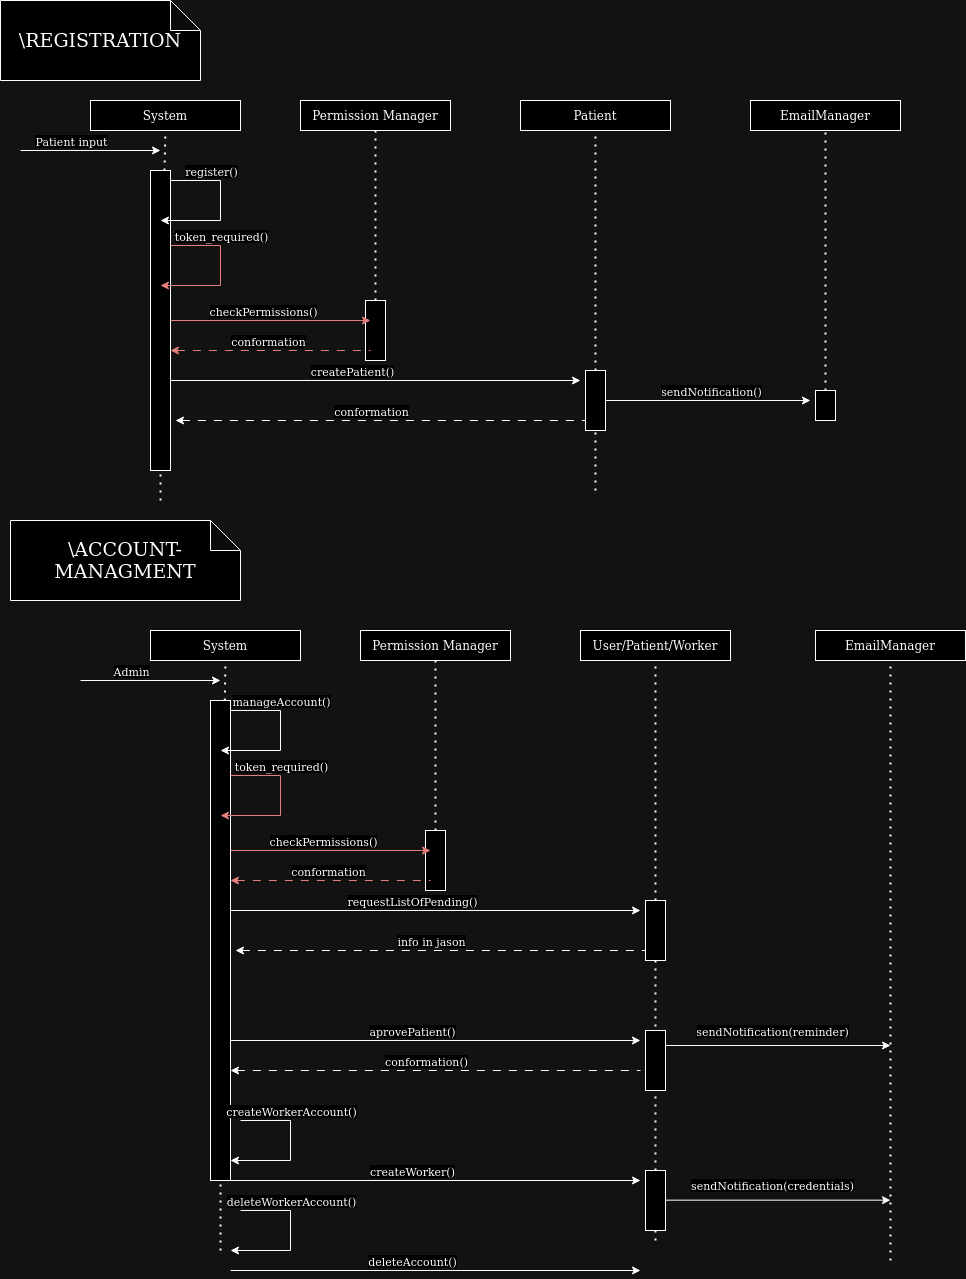 \REGISTRATION
System
Permission Manager
Patient
EmailManager
Patient input
register()
token_required()
checkPermissions()
conformation
createPatient()
sendNotification()
conformation
\ACCOUNT-
MANAGMENT
System
Permission Manager
User/Patient/Worker
EmailManager
Admin
manageAccount()
token_required()
checkPermissions()
conformation
requestListOfPending()
info in jason
aprovePatient()
sendNotification(reminder)
conformation()
createWorkerAccount()
createWorker()
sendNotification(credentials)
deleteWorkerAccount()
deleteAccount()